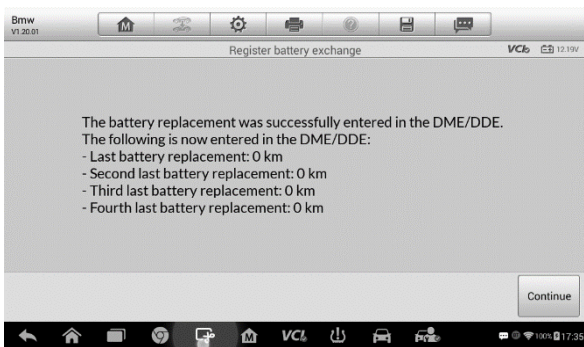 Bmw
V1.20.01
M
Register battery exchange
VCI 12.19V
The battery replacement was successfully entered in the DME/DDE.
The following is now entered in the DME/DDE:
- Last battery replacement: 0 km
- Second last battery replacement: 0 km
- Third last battery replacement: 0 km
- Fourth last battery replacement: 0 km
Continue
M VCI 100% 17:35